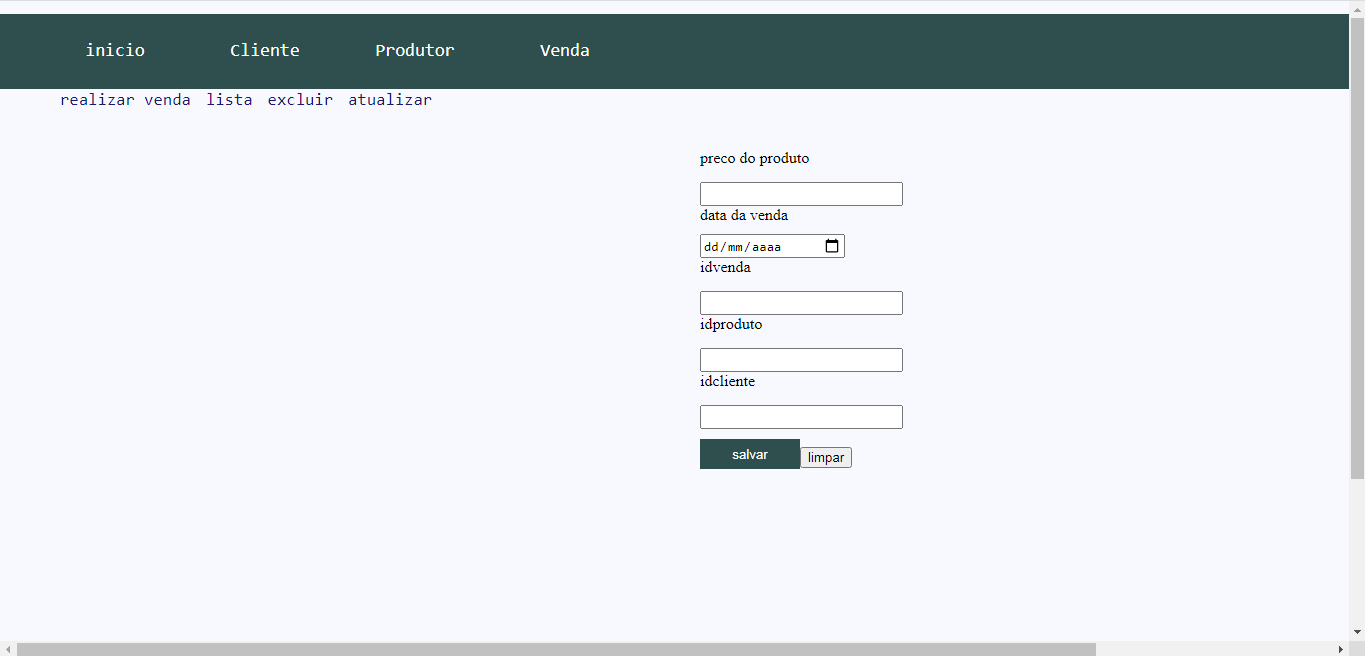 inicio Cliente Produtor Venda
realizar venda lista excluir atualizar
preco do produto
data da venda
dd/mm/aaaa
idvenda
idproduto
idcliente
salvar limpar